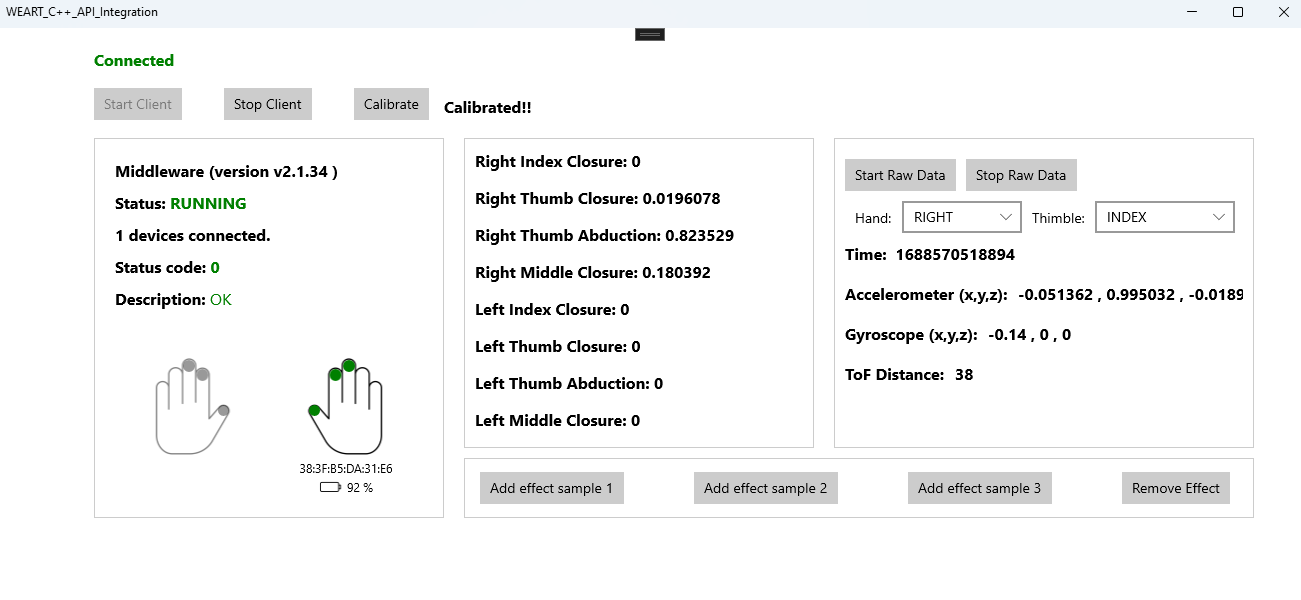 WEART_C++_API_Integration
Connected
Start Client
Stop Client
Calibrate
Calibrated!!
Middleware (version v2.1.34 )
Status: RUNNING
1 devices connected.
Status code: 0
Description: OK
38:3F:B5:DA:31:E6
92 %
Right Index Closure: 0
Right Thumb Closure: 0.0196078
Right Thumb Abduction: 0.823529
Right Middle Closure: 0.180392
Left Index Closure: 0
Left Thumb Closure: 0
Left Thumb Abduction: 0
Left Middle Closure: 0
Start Raw Data
Stop Raw Data
Hand: RIGHT
Thimble: INDEX
Time: 1688570518894
Accelerometer (x,y,z): -0.051362 , 0.995032 , -0.0189
Gyroscope (x,y,z): -0.14 , 0 , 0
ToF Distance: 38
Add effect sample 1
Add effect sample 2
Add effect sample 3
Remove Effect